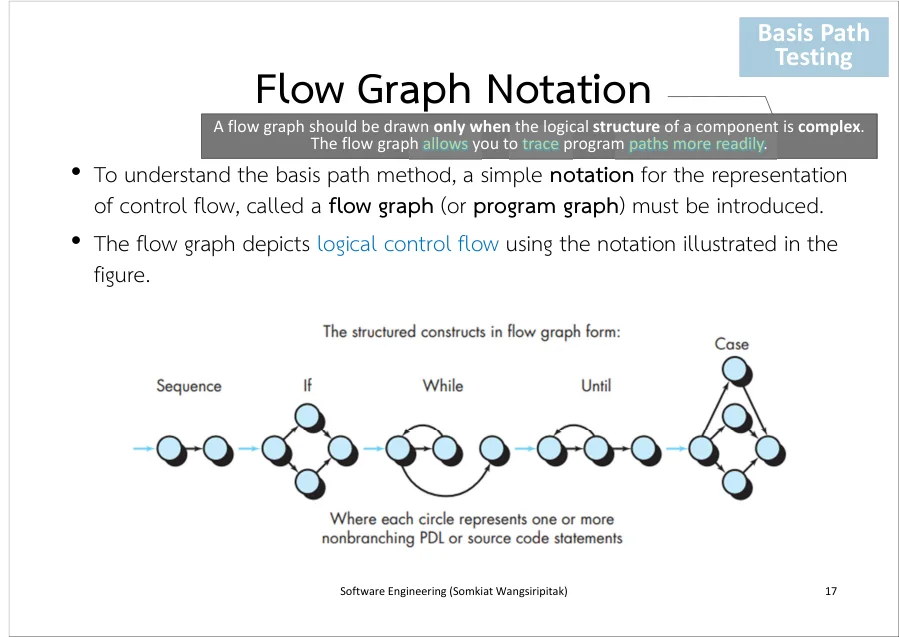 Basis Path
Testing
Flow Graph Notation
A flow graph should be drawn only when the logical structure of a component is complex.
The flow graph allows you to trace program paths more readily.
• To understand the basis path method, a simple notation for the representation
of control flow, called a flow graph (or program graph) must be introduced.
• The flow graph depicts logical control flow using the notation illustrated in the
figure.
The structured constructs in flow graph form:
Case
Sequence If While Until
Where each circle represents one or more
nonbranching PDL or source code statements
Software Engineering (Somkiat Wangsiripitak) 17